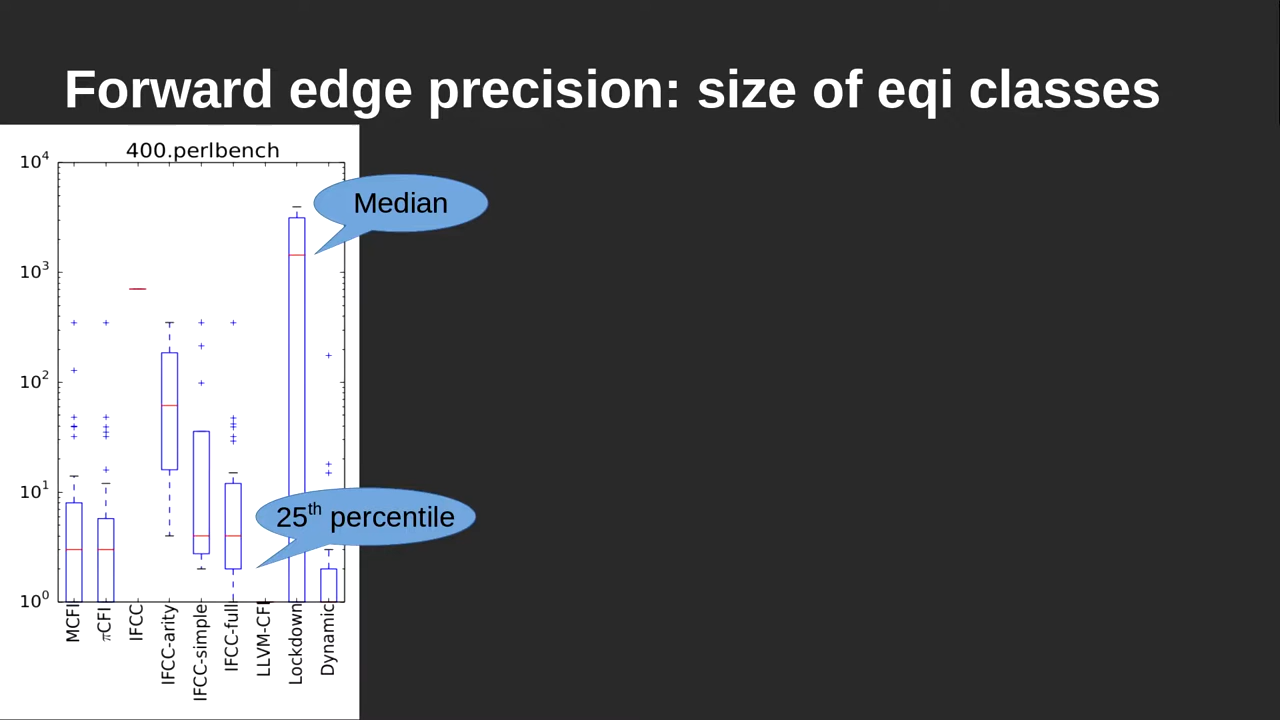 Forward edge precision: size of eqi classes
400.perlbench
10^4
Median
10^3
10^2
10^1
25th percentile
10^0
MCFI
πCFI
IFCC
IFCC-arity
IFCC-simple
IFCC-full
LLVM-CFI
Lockdown
Dynamic